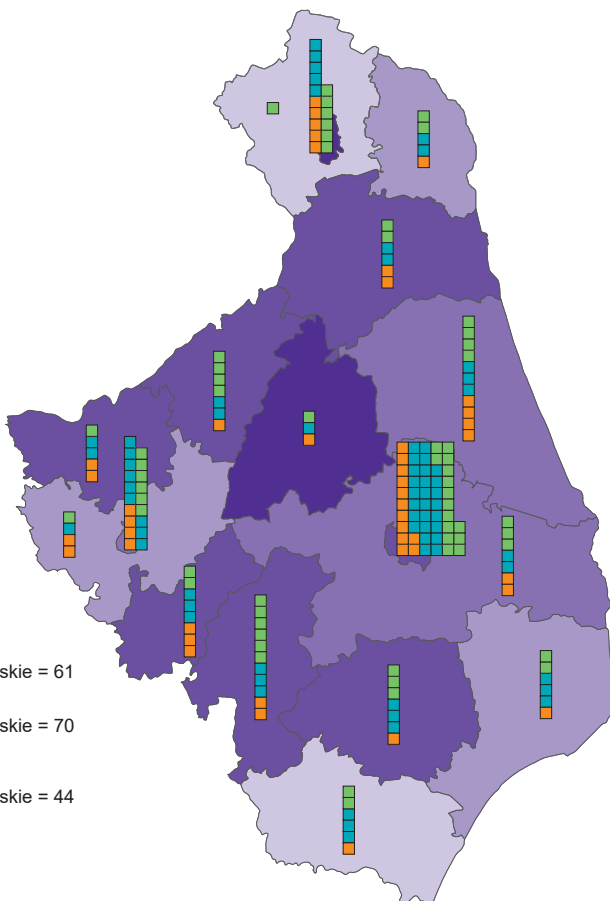 skie = 61
skie = 70
skie = 44